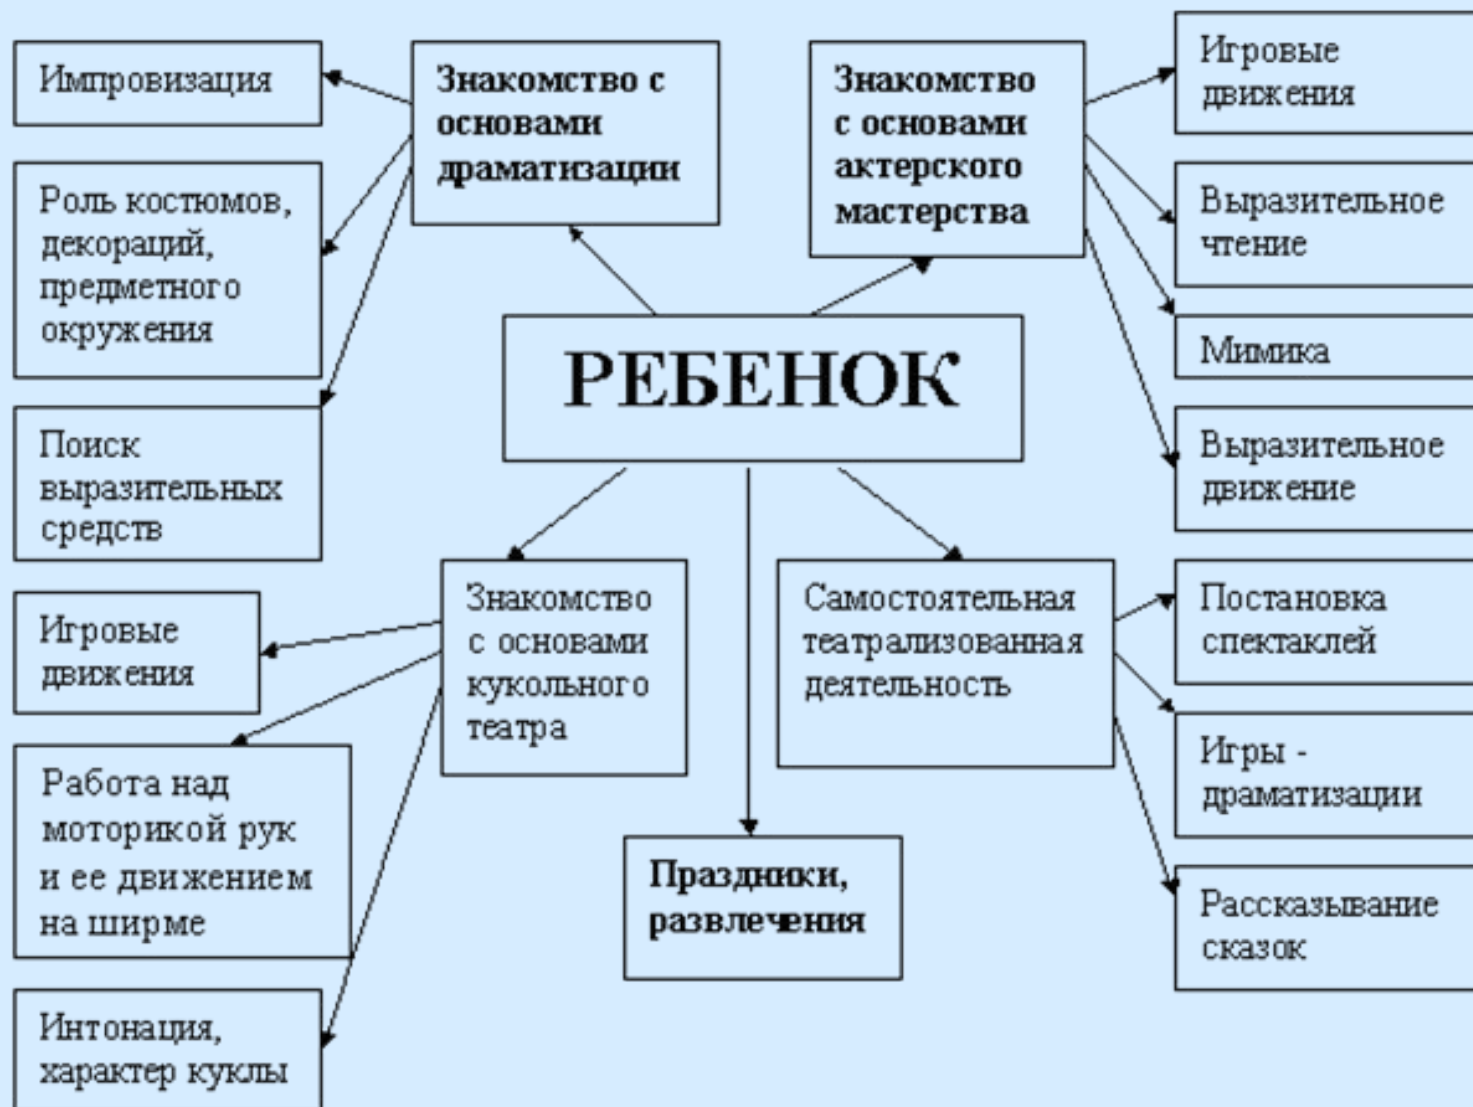 Импровизация
Знакомство с
основами
драматизации
Знакомство
с основами
актерского
мастерства
Игровые
движения
Роль костюмов,
декораций,
предметного
окружения
Выразительное
чтение
Мимика
РЕБЕНОК
Поиск
выразительных
средств
Выразительное
движение
Игровые
движения
Знакомство
с основами
кукольного
театра
Самостоятельная
театрализованная
деятельность
Постановка
спектаклей
Работа над
моторикой рук
и ее движением
на ширме
Игры -
драматизации
Праздники,
развлечения
Рассказывание
сказок
Интонация,
характер куклы